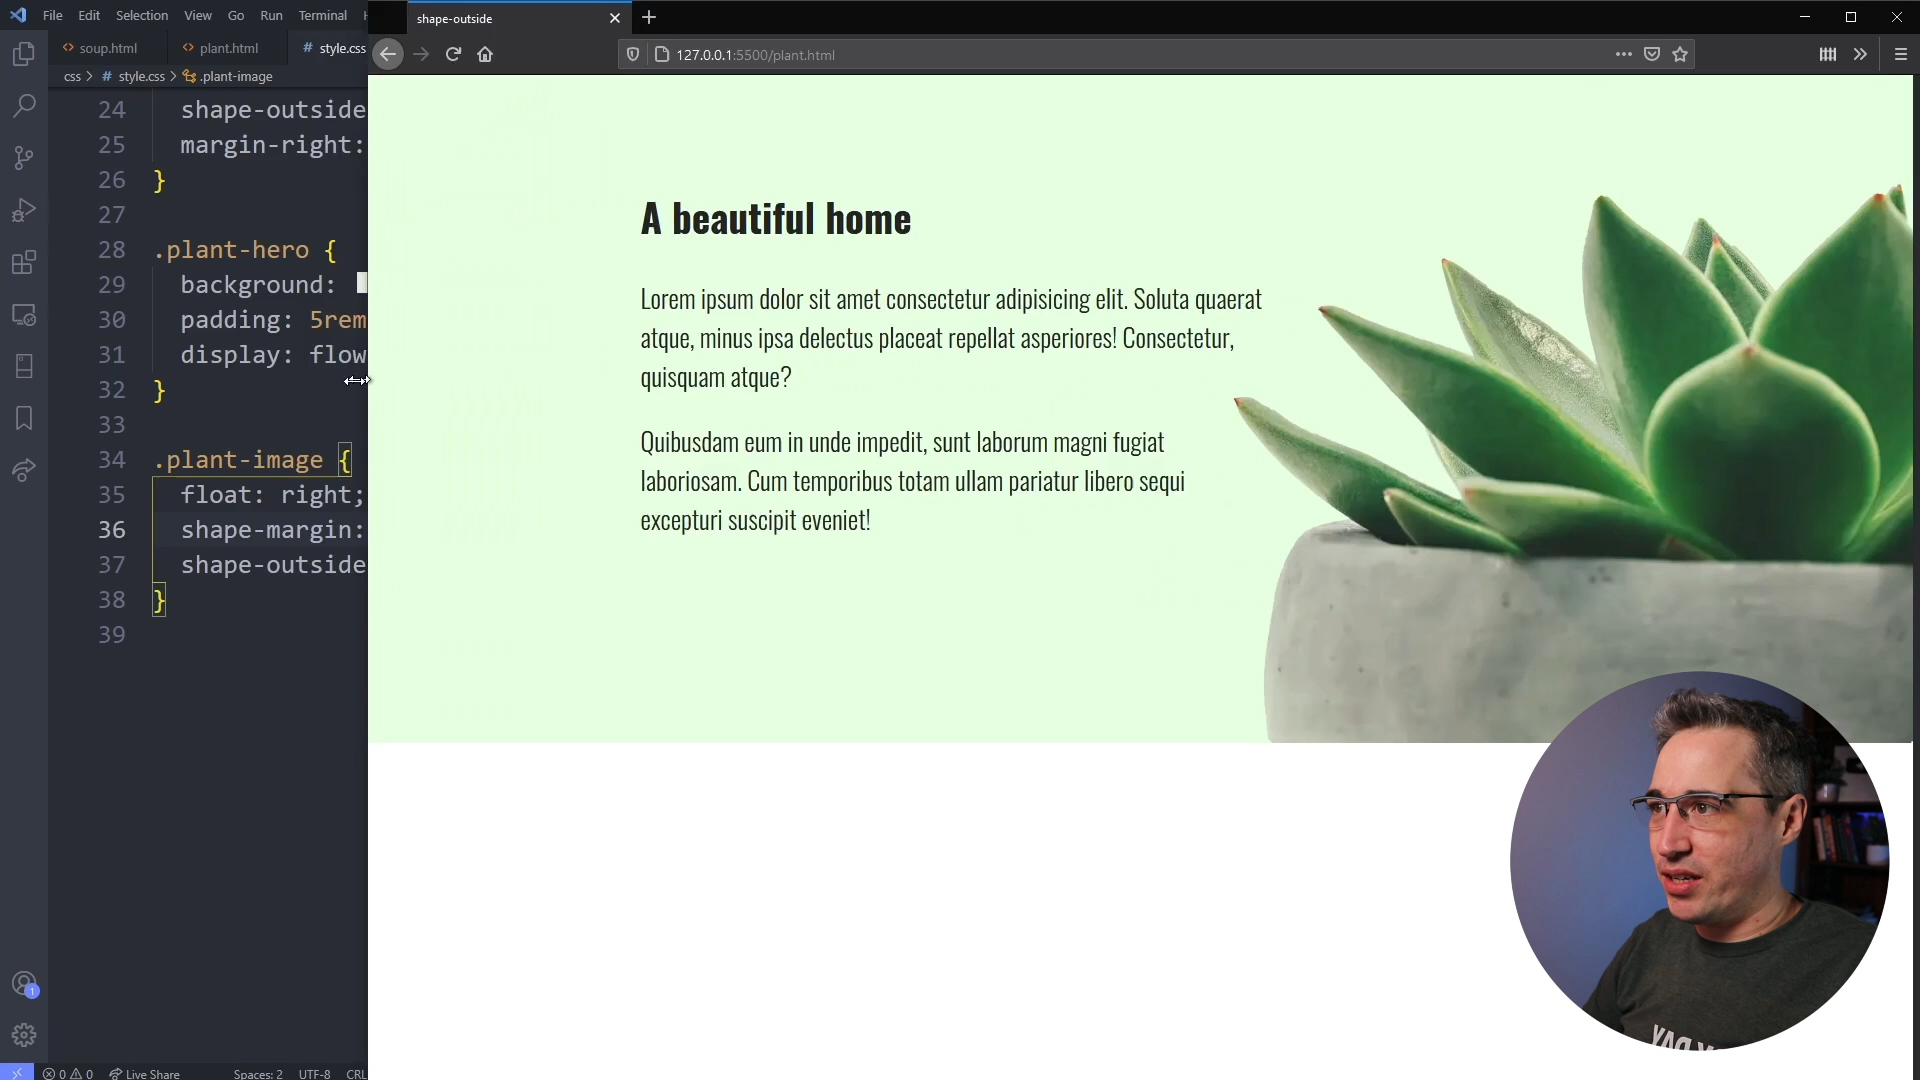 File Edit Selection View Go Run Terminal
soup.html plant.html style.css
css > style.css > .plant-image
24 shape-outside
25 margin-right:
26 }
27
28 .plant-hero {
29 background:
30 padding: 5rem
31 display: flow
32 }
33
34 .plant-image {
35 float: right;
36 shape-margin:
37 shape-outside
38 }
39
1
0 0 Live Share Spaces: 2 UTF-8 CRL
shape-outside
127.0.0.1:5500/plant.html
A beautiful home
Lorem ipsum dolor sit amet consectetur adipisicing elit. Soluta quaerat
atque, minus ipsa delectus placeat repellat asperiores! Consectetur,
quisquam atque?
Quibusdam eum in unde impedit, sunt laborum magni fugiat
laboriosam. Cum temporibus totam ullam pariatur libero sequi
excepturi suscipit eveniet!